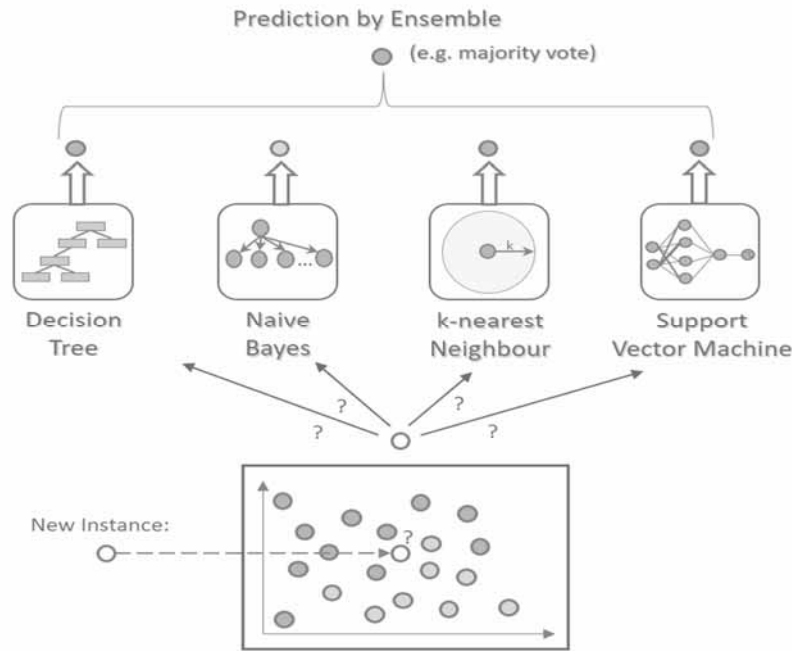 Prediction by Ensemble
(e.g. majority vote)
k
Decision
Tree
Naive
Bayes
k-nearest
Neighbour
Support
Vector Machine
?
?
?
?
New Instance:
?